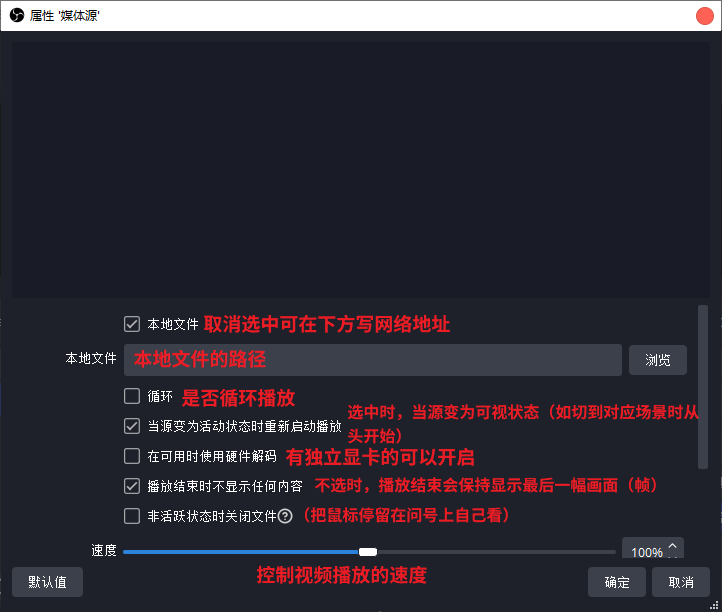 属性 '媒体源'
本地文件 取消选中可在下方写网络地址
本地文件 本地文件的路径 浏览
循环 是否循环播放
当源变为活动状态时重新启动播放 选中时，当源变为可视状态（如切到对应场景时从
头开始）
在可用时使用硬件解码 有独立显卡的可以开启
播放结束时不显示任何内容 不选时，播放结束会保持显示最后一幅画面（帧）
非活跃状态时关闭文件 （把鼠标停留在问号上自己看）
速度 100%
控制视频播放的速度
默认值 确定 取消